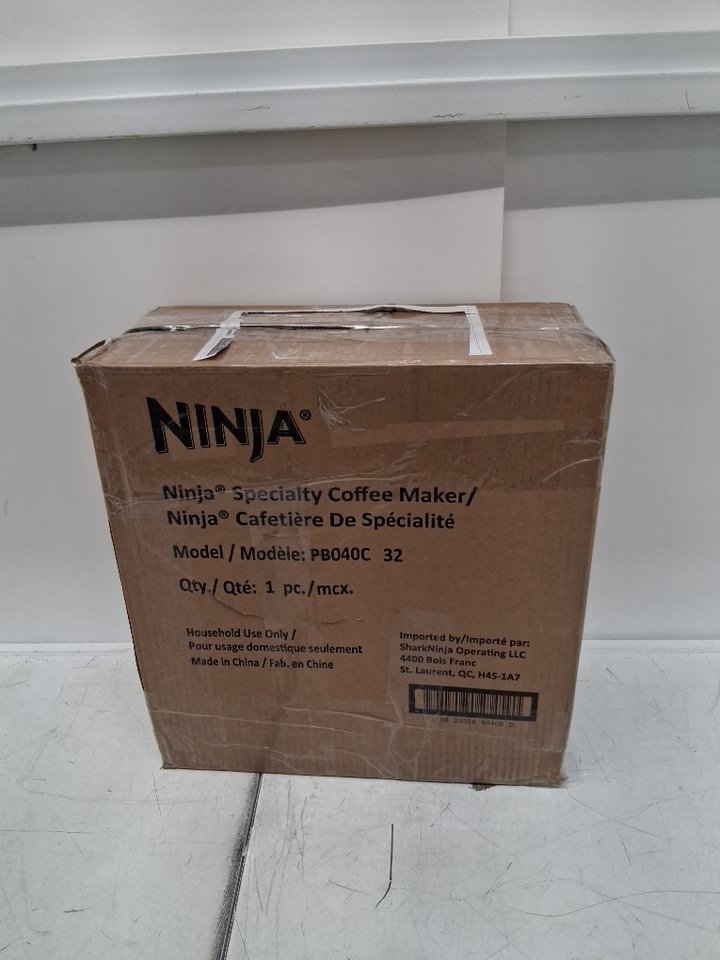 NINJA®
Ninja® Specialty Coffee Maker/
Ninja® Cafetière De Spécialité
Model / Modèle: PB040C 32
Qty./ Qté: 1 pc./mcx.
Household Use Only /
Pour usage domestique seulement
Made in China / Fab. en Chine
Imported by/Importé par:
SharkNinja Operating LLC
4400 Bois Franc
St. Laurent, QC, H4S-1A7